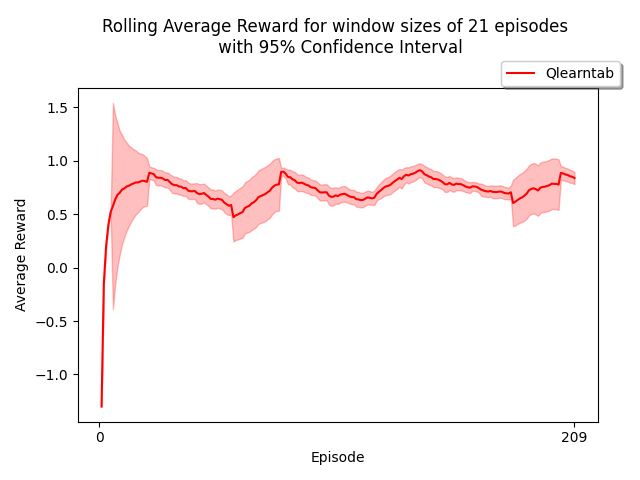 Rolling Average Reward for window sizes of 21 episodes
with 95% Confidence Interval
Qlearntab
1.5
1.0
0.5
0.0
−0.5
−1.0
Average Reward
0
209
Episode